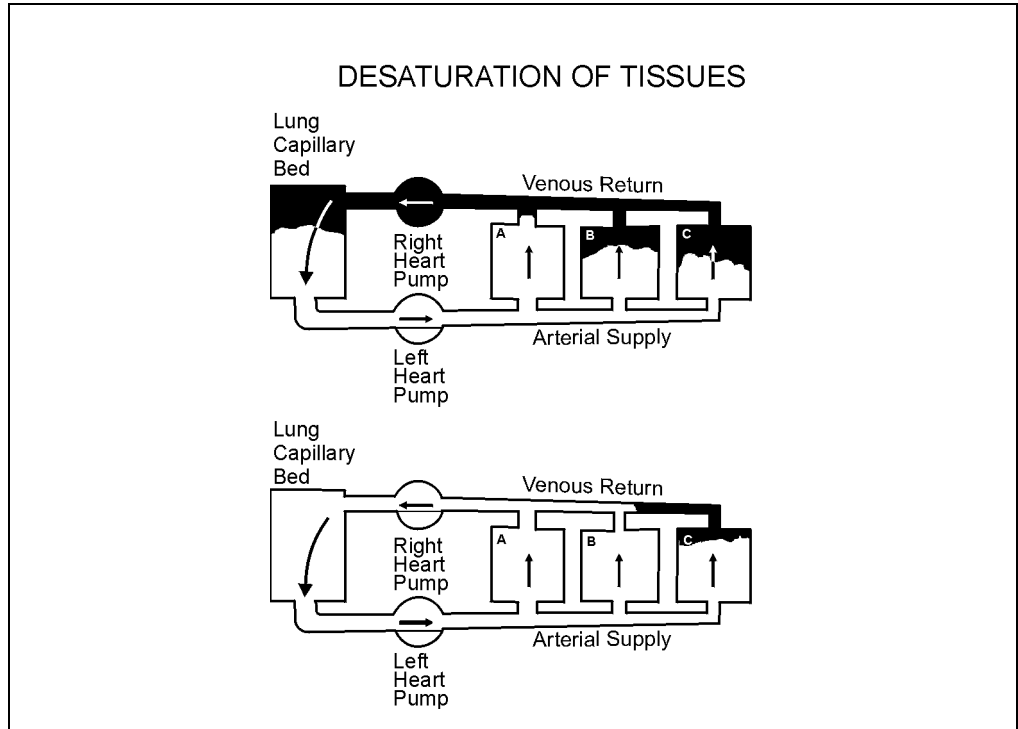 DESATURATION OF TISSUES
Lung
Capillary
Bed
Venous Return
A
B
C
Right
Heart
Pump
Arterial Supply
Left
Heart
Pump
Lung
Capillary
Bed
Venous Return
A
B
C
Right
Heart
Pump
Arterial Supply
Left
Heart
Pump